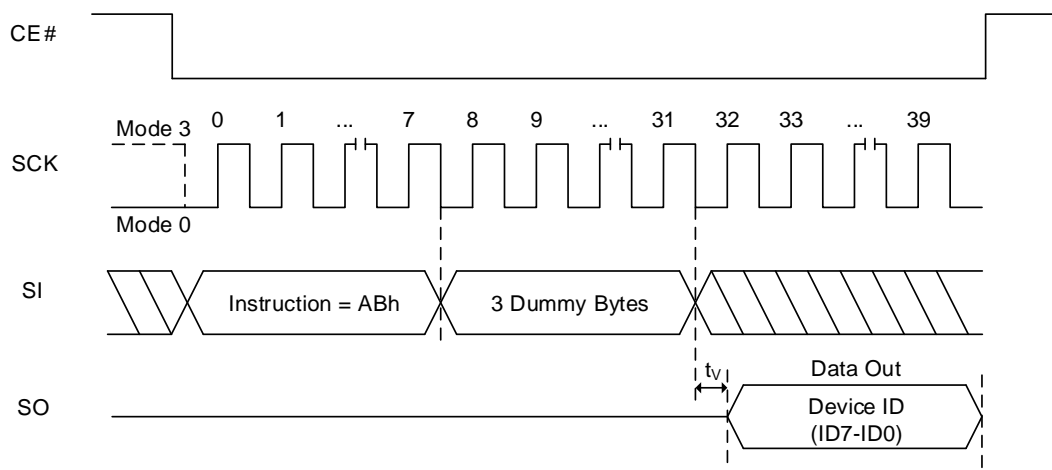 CE#
Mode 3
0 1 ... 7 8 9 ... 31 32 33 ... 39
SCK
Mode 0
SI
Instruction = ABh
3 Dummy Bytes
tV
Data Out
SO
Device ID
(ID7-ID0)